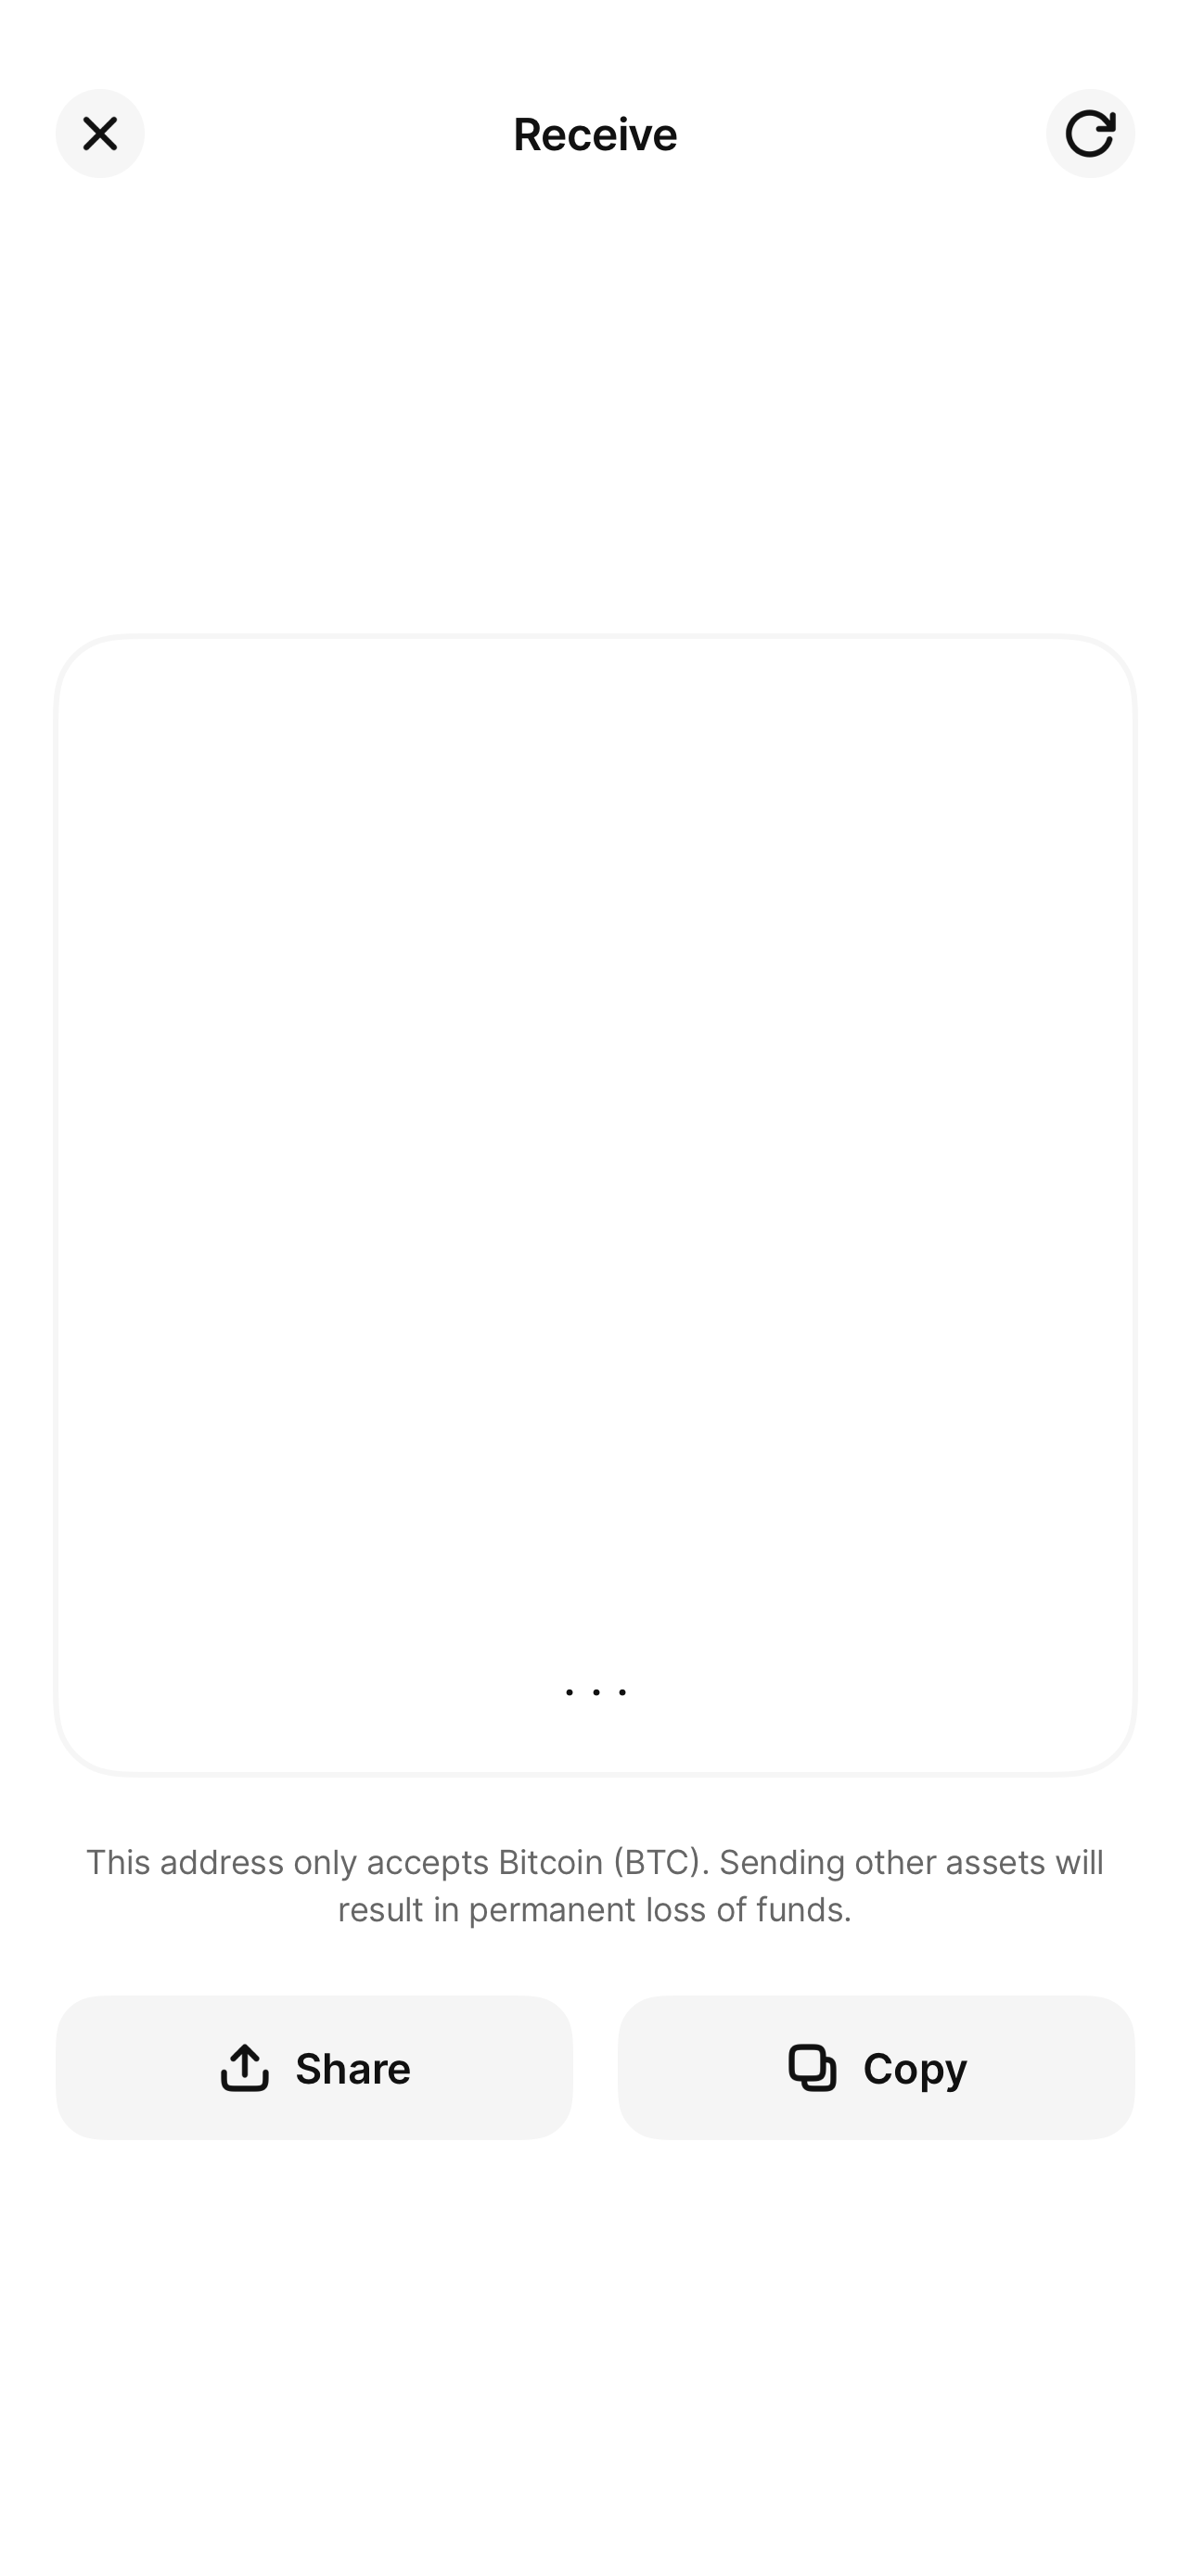 Receive
...
This address only accepts Bitcoin (BTC). Sending other assets will
result in permanent loss of funds.
Share
Copy